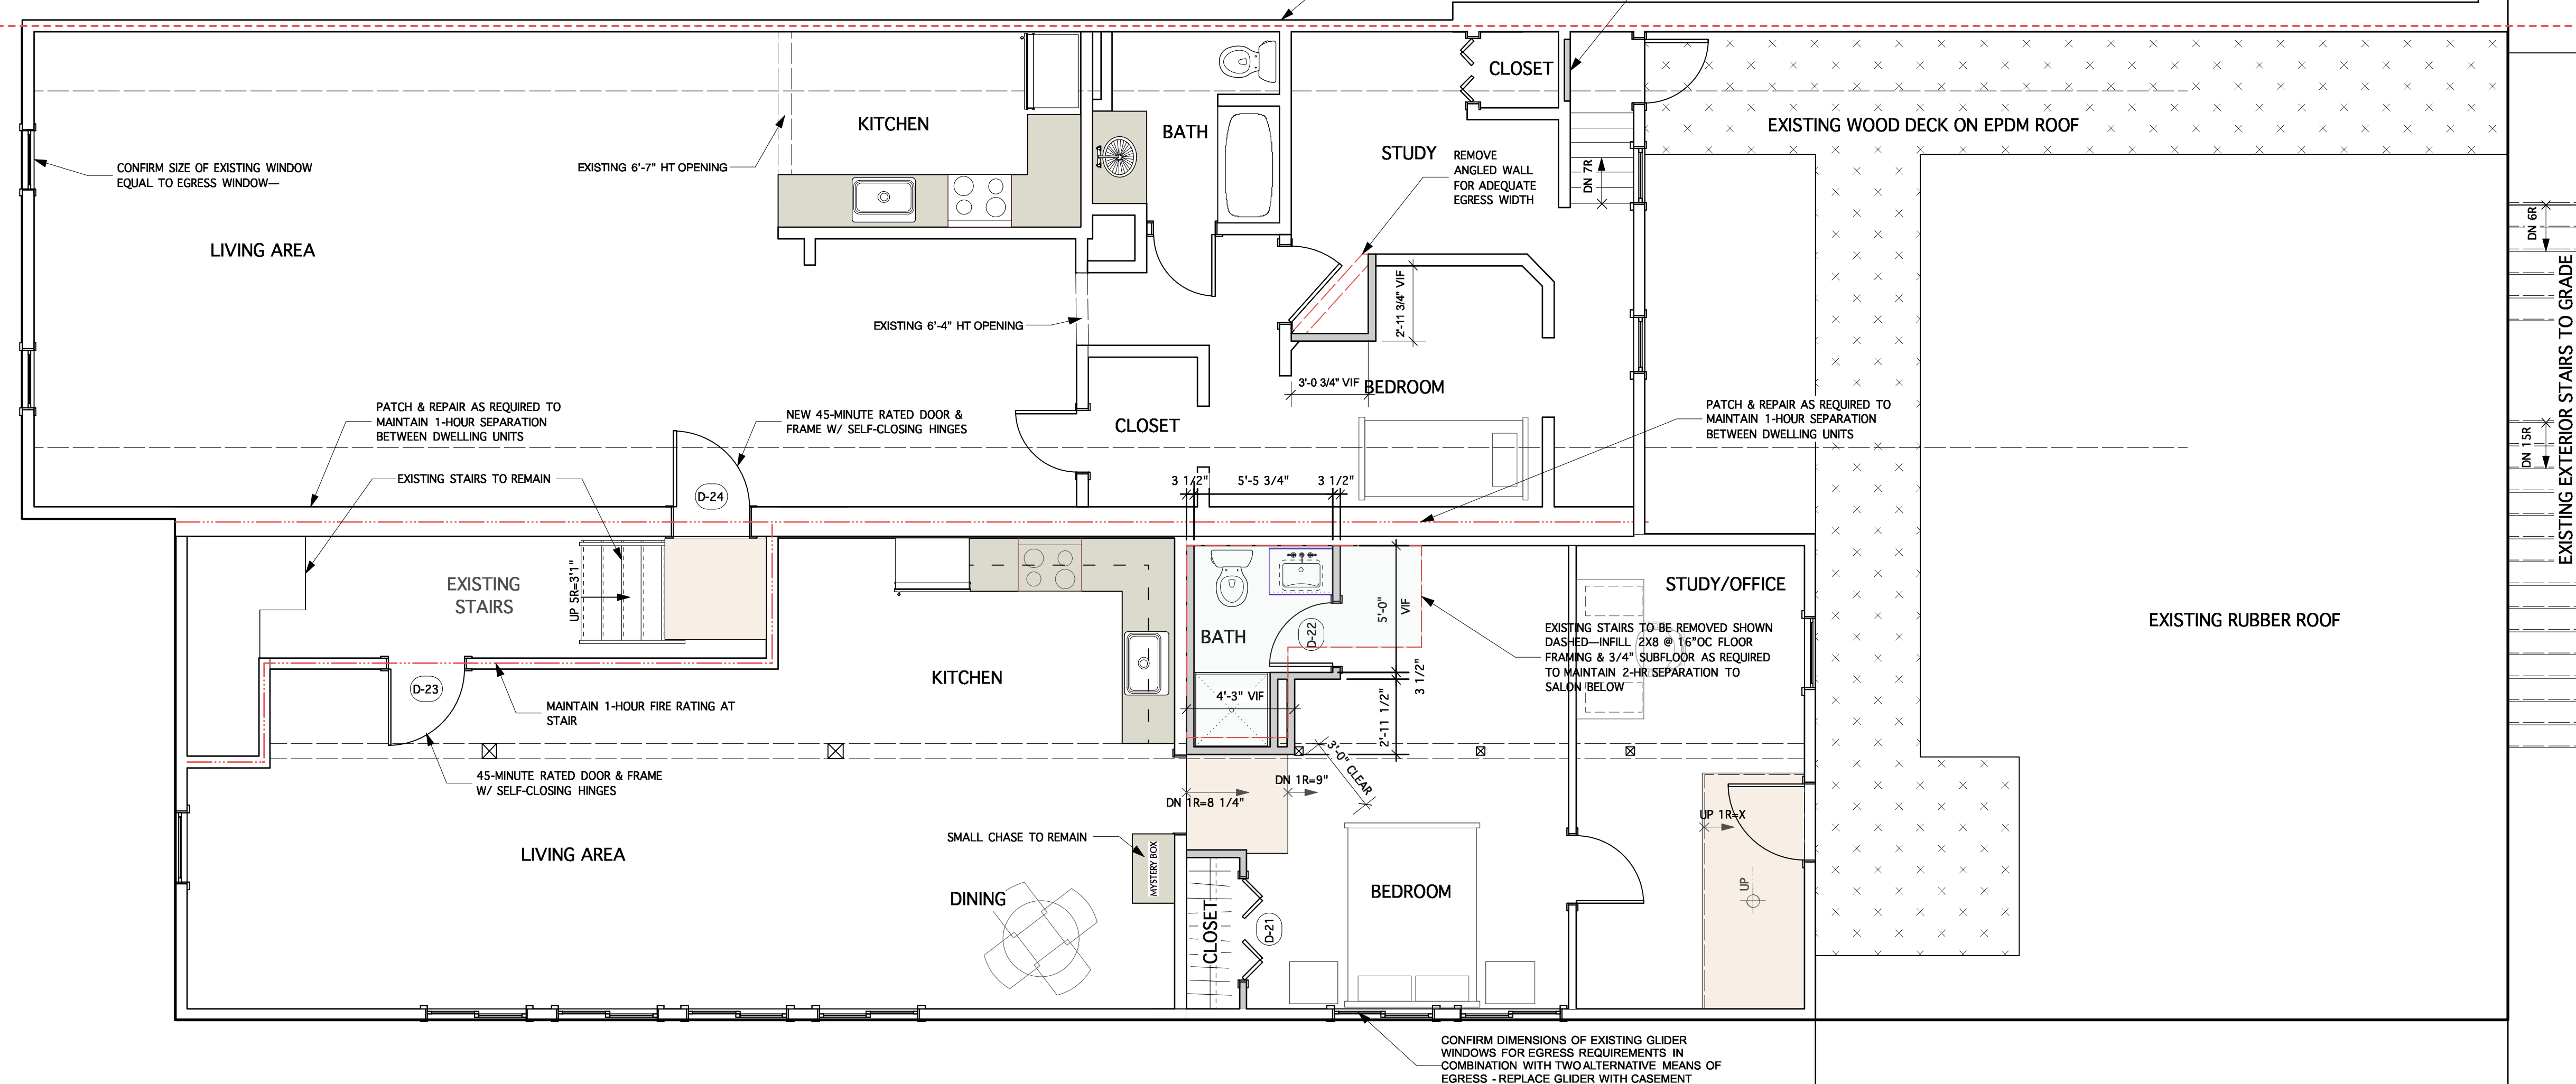 CLOSET
KITCHEN
BATH
EXISTING WOOD DECK ON EPDM ROOF
CONFIRM SIZE OF EXISTING WINDOW
EQUAL TO EGRESS WINDOW—
EXISTING 6'-7" HT OPENING
STUDY
REMOVE
ANGLED WALL
FOR ADEQUATE
EGRESS WIDTH
DN 7R
DN 6R
LIVING AREA
2'-11 3/4" VIF
EXISTING 6'-4" HT OPENING
3'-0 3/4" VIF
BEDROOM
EXISTING EXTERIOR STAIRS TO GRADE
PATCH & REPAIR AS REQUIRED TO
MAINTAIN 1-HOUR SEPARATION
BETWEEN DWELLING UNITS
NEW 45-MINUTE RATED DOOR &
FRAME W/ SELF-CLOSING HINGES
CLOSET
PATCH & REPAIR AS REQUIRED TO
MAINTAIN 1-HOUR SEPARATION
BETWEEN DWELLING UNITS
DN 15R
EXISTING STAIRS TO REMAIN
D-24
3 1/2"
5'-5 3/4"
3 1/2"
EXISTING
STAIRS
UP 5R=3'1"
STUDY/OFFICE
5'-0"
VIF
BATH
D-22
EXISTING STAIRS TO BE REMOVED SHOWN
DASHED—INFILL 2X8 @ 16"OC FLOOR
FRAMING & 3/4" SUBFLOOR AS REQUIRED
TO MAINTAIN 2-HR SEPARATION TO
SALON BELOW
EXISTING RUBBER ROOF
KITCHEN
D-23
4'-3" VIF
3 1/2"
2'-11 1/2"
MAINTAIN 1-HOUR FIRE RATING AT
STAIR
45-MINUTE RATED DOOR & FRAME
W/ SELF-CLOSING HINGES
3'-0" CLEAR
DN 1R=9"
DN 1R=8 1/4"
UP 1R=X
SMALL CHASE TO REMAIN
MYSTERY BOX
LIVING AREA
DINING
CLOSET
D-21
BEDROOM
UP
CONFIRM DIMENSIONS OF EXISTING GLIDER
WINDOWS FOR EGRESS REQUIREMENTS IN
COMBINATION WITH TWO ALTERNATIVE MEANS OF
EGRESS - REPLACE GLIDER WITH CASEMENT